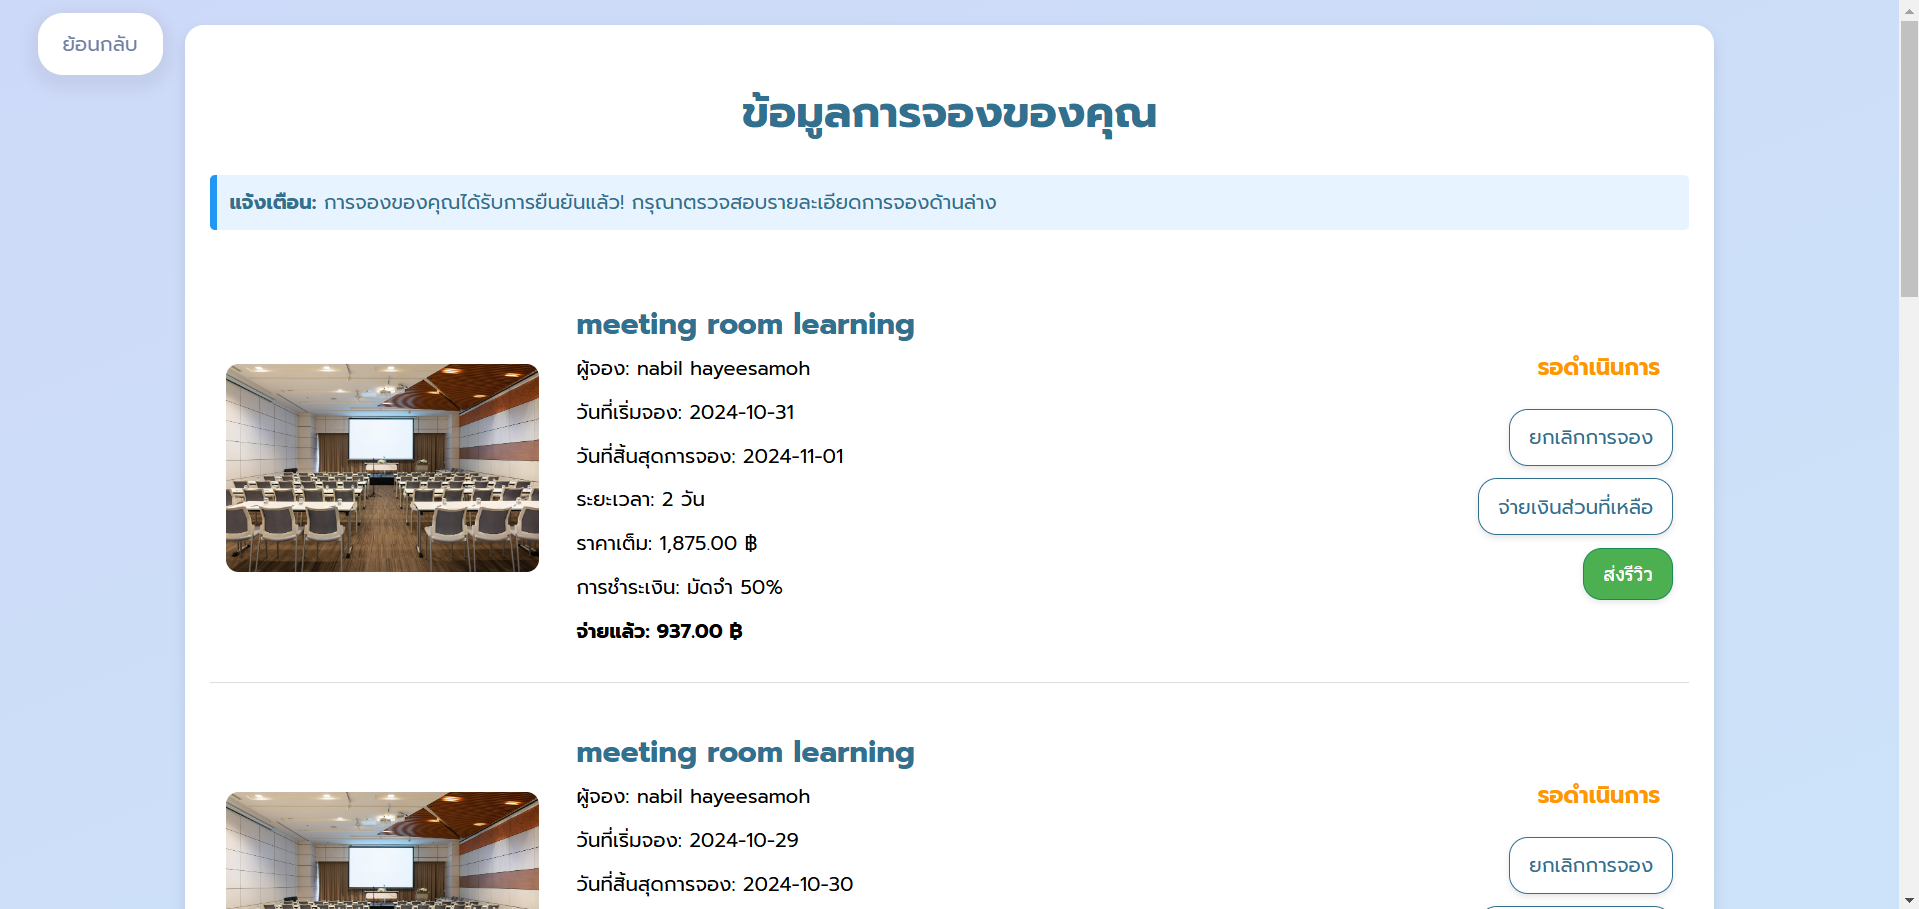 ย้อนกลับ
ข้อมูลการจองของคุณ
แจ้งเตือน: การจองของคุณได้รับการยืนยันแล้ว! กรุณาตรวจสอบรายละเอียดการจองด้านล่าง
meeting room learning
ผู้จอง: nabil hayeesamoh
วันที่เริ่มจอง: 2024-10-31
วันที่สิ้นสุดการจอง: 2024-11-01
ระยะเวลา: 2 วัน
ราคาเต็ม: 1,875.00 ฿
การชำระเงิน: มัดจำ 50%
จ่ายแล้ว: 937.00 ฿
รอดำเนินการ
ยกเลิกการจอง
จ่ายเงินส่วนที่เหลือ
ส่งรีวิว
meeting room learning
ผู้จอง: nabil hayeesamoh
วันที่เริ่มจอง: 2024-10-29
วันที่สิ้นสุดการจอง: 2024-10-30
รอดำเนินการ
ยกเลิกการจอง